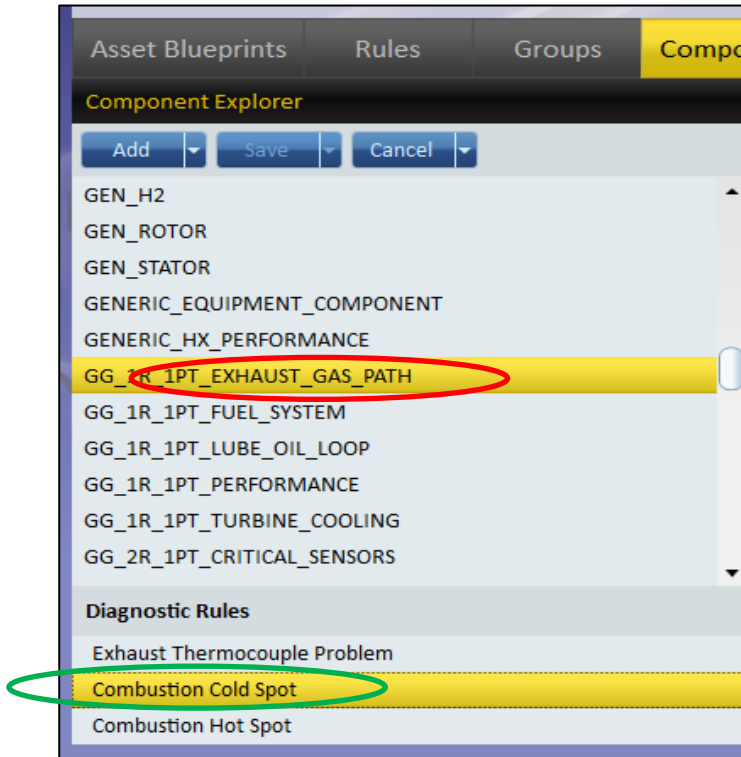 Asset Blueprints Rules Groups Compo
Component Explorer
Add Save Cancel
GEN_H2
GEN_ROTOR
GEN_STATOR
GENERIC_EQUIPMENT_COMPONENT
GENERIC_HX_PERFORMANCE
GG_1R_1PT_EXHAUST_GAS_PATH
GG_1R_1PT_FUEL_SYSTEM
GG_1R_1PT_LUBE_OIL_LOOP
GG_1R_1PT_PERFORMANCE
GG_1R_1PT_TURBINE_COOLING
GG_2R_1PT_CRITICAL_SENSORS
Diagnostic Rules
Exhaust Thermocouple Problem
Combustion Cold Spot
Combustion Hot Spot